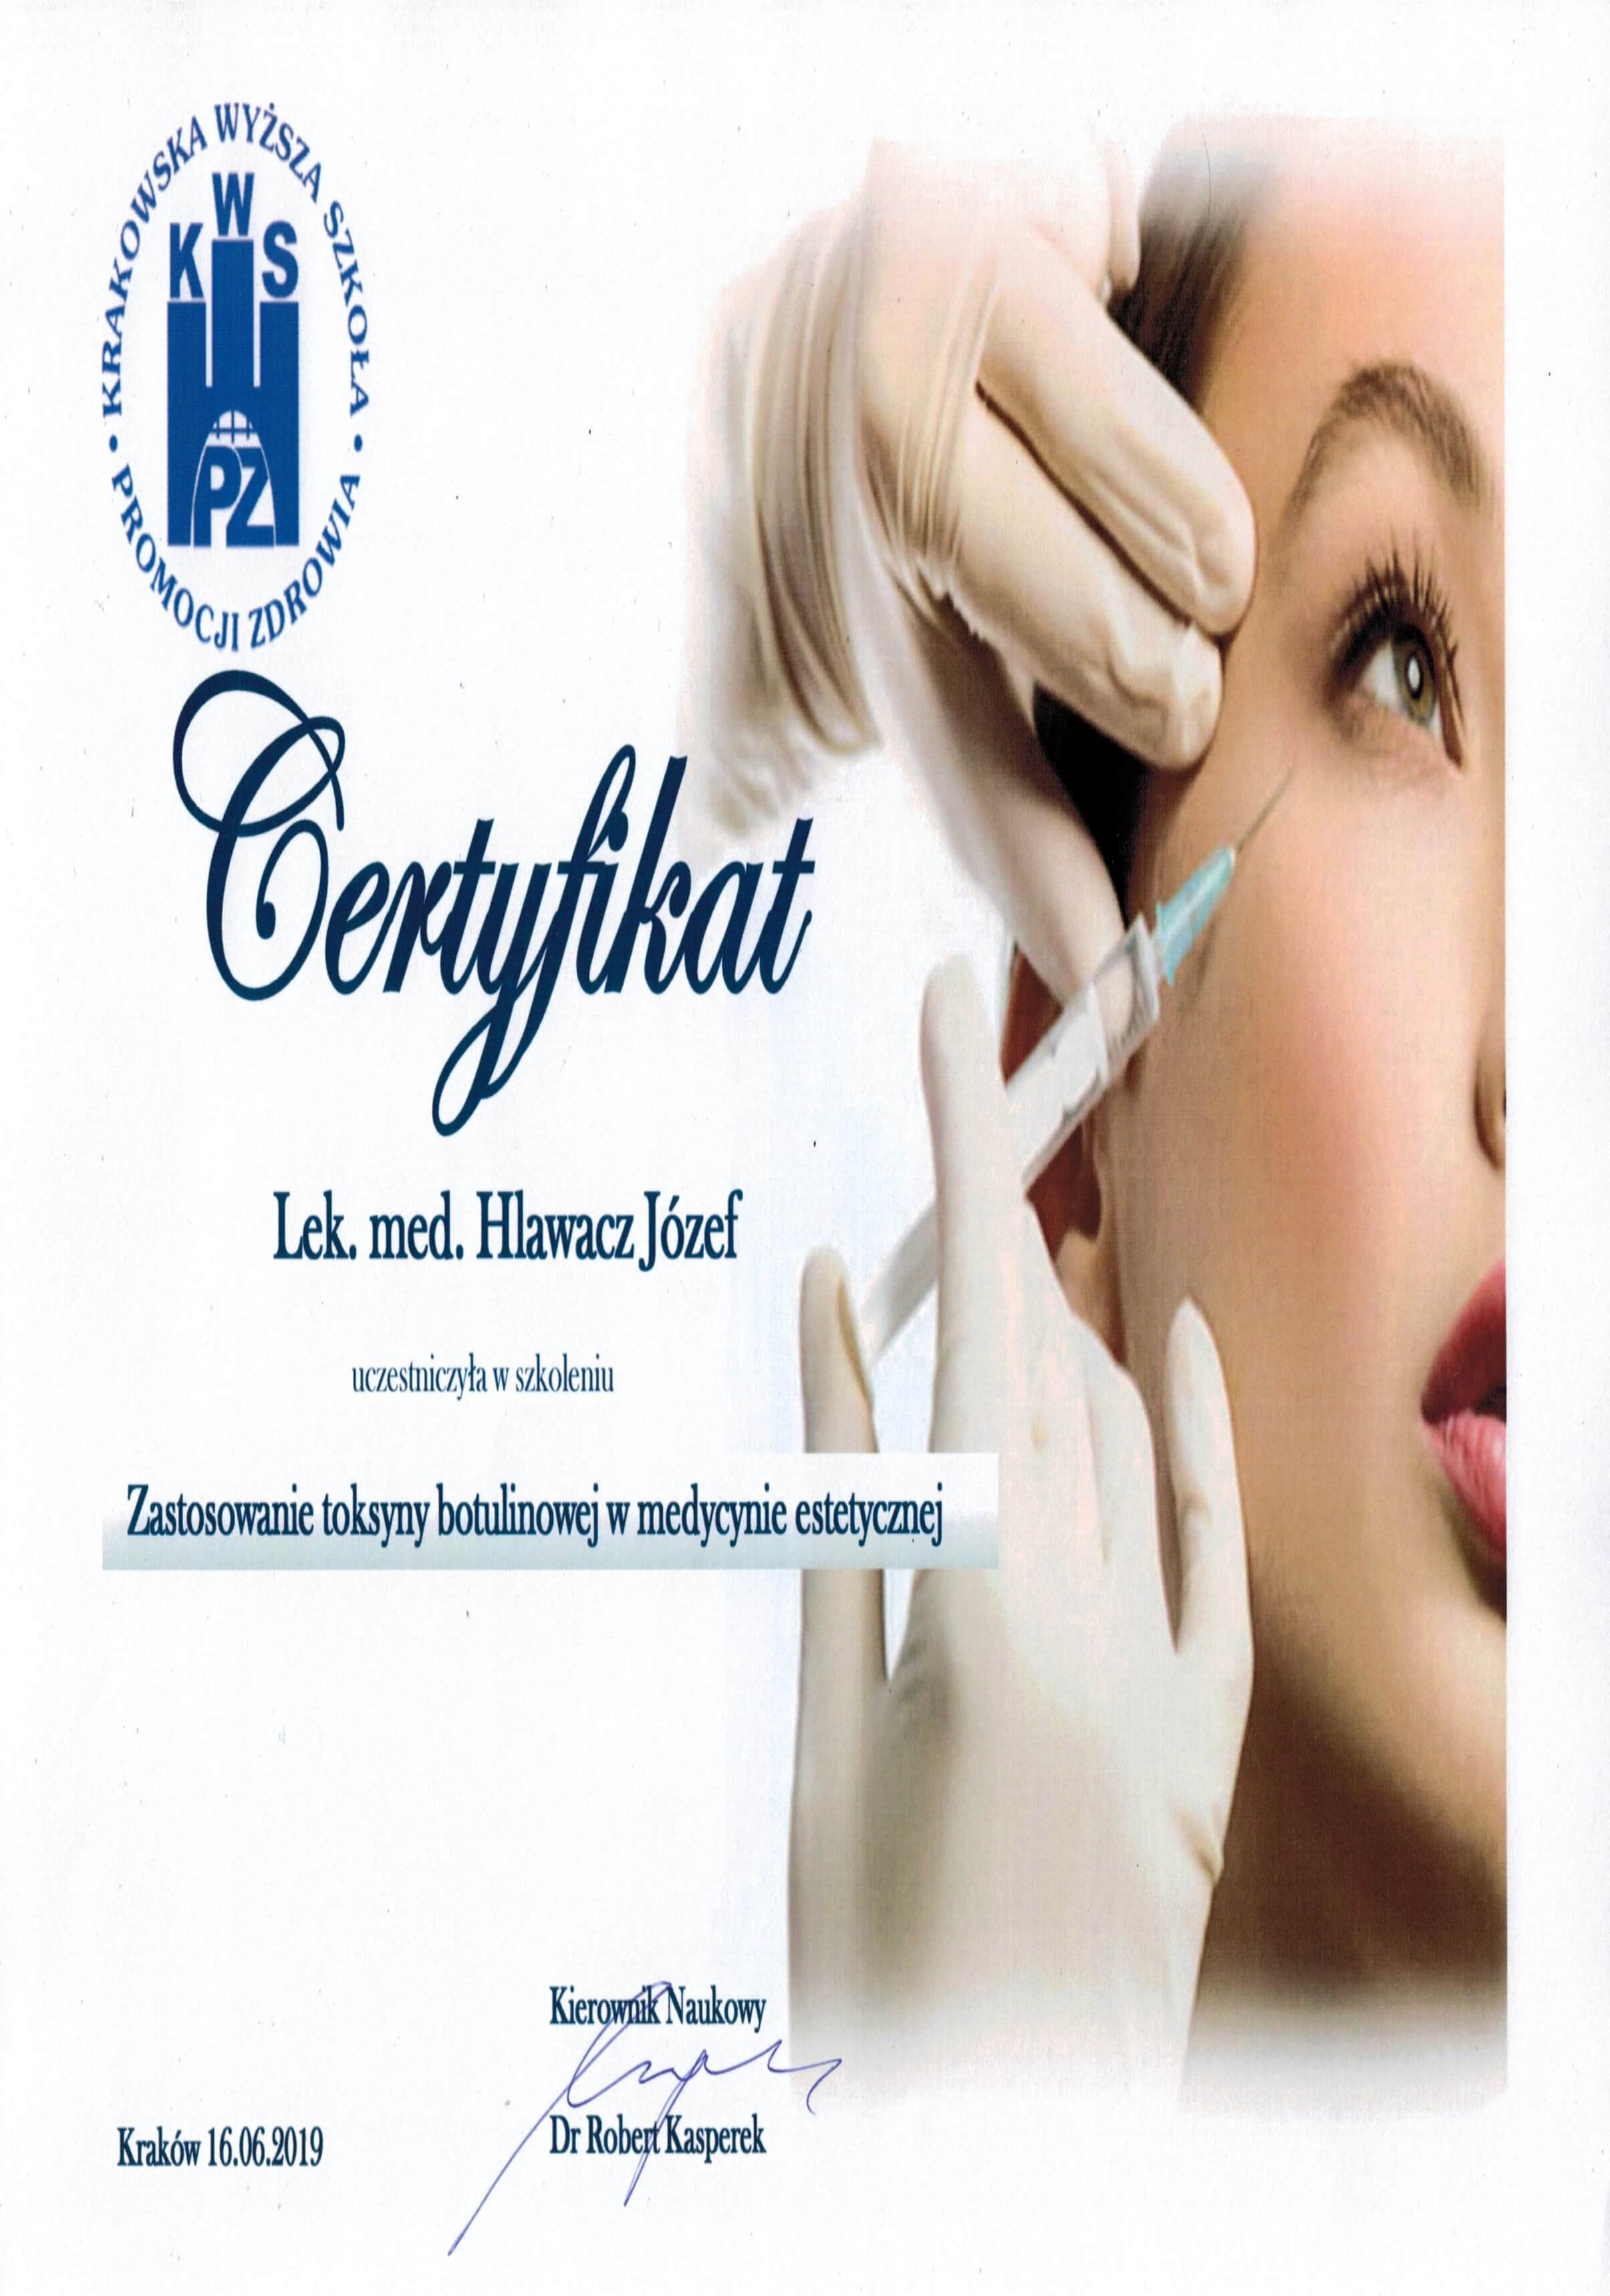 KRAKOWSKA WYŻSZA SZKOŁA
• PROMOCJI ZDROWIA •
K W S
PZ
Certyfikat
Lek. med. Hlawacz Józef
uczestniczyła w szkoleniu
Zastosowanie toksyny botulinowej w medycynie estetycznej
Kierownik Naukowy
Dr Robert Kasperek
Kraków 16.06.2019